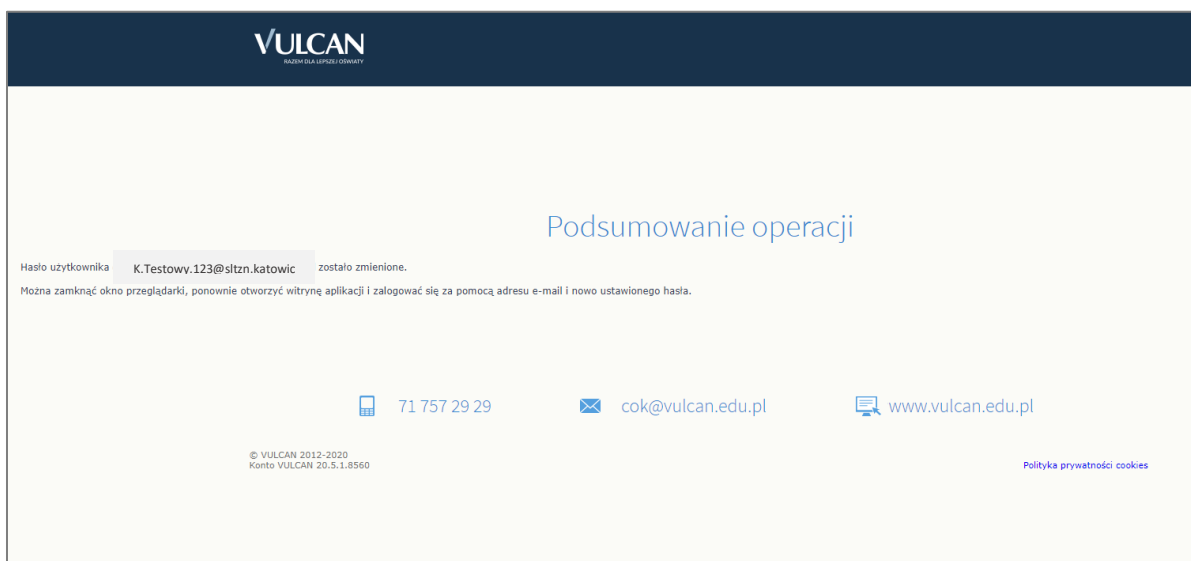 VULCAN
RAZEM DLA LEPSZEJ OŚWIATY
Podsumowanie operacji
Hasło użytkownika K.Testowy.123@sltzn.katowic zostało zmienione.
Można zamknąć okno przeglądarki, ponownie otworzyć witrynę aplikacji i zalogować się za pomocą adresu e-mail i nowo ustawionego hasła.
71 757 29 29 cok@vulcan.edu.pl www.vulcan.edu.pl
© VULCAN 2012-2020
Konto VULCAN 20.5.1.8560 Polityka prywatności cookies